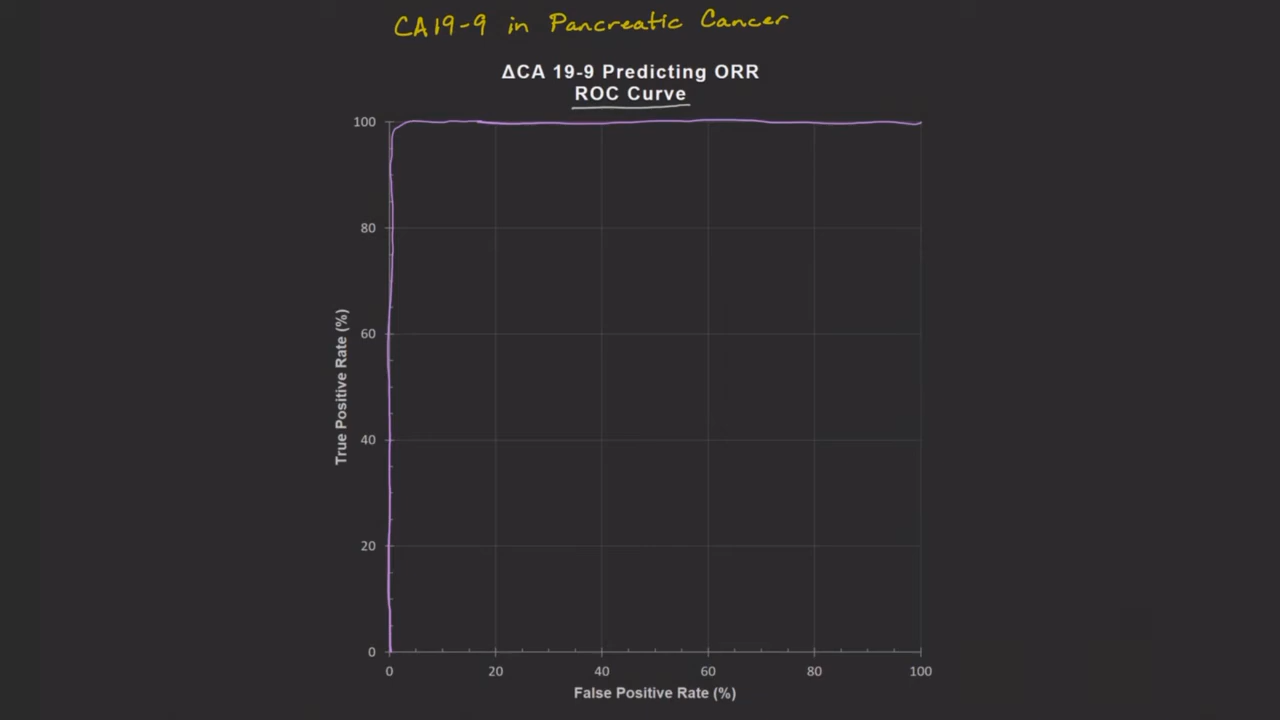 CA19-9 in Pancreatic Cancer
ΔCA 19-9 Predicting ORR
ROC Curve
100
80
60
40
20
0
True Positive Rate (%)
0 20 40 60 80 100
False Positive Rate (%)